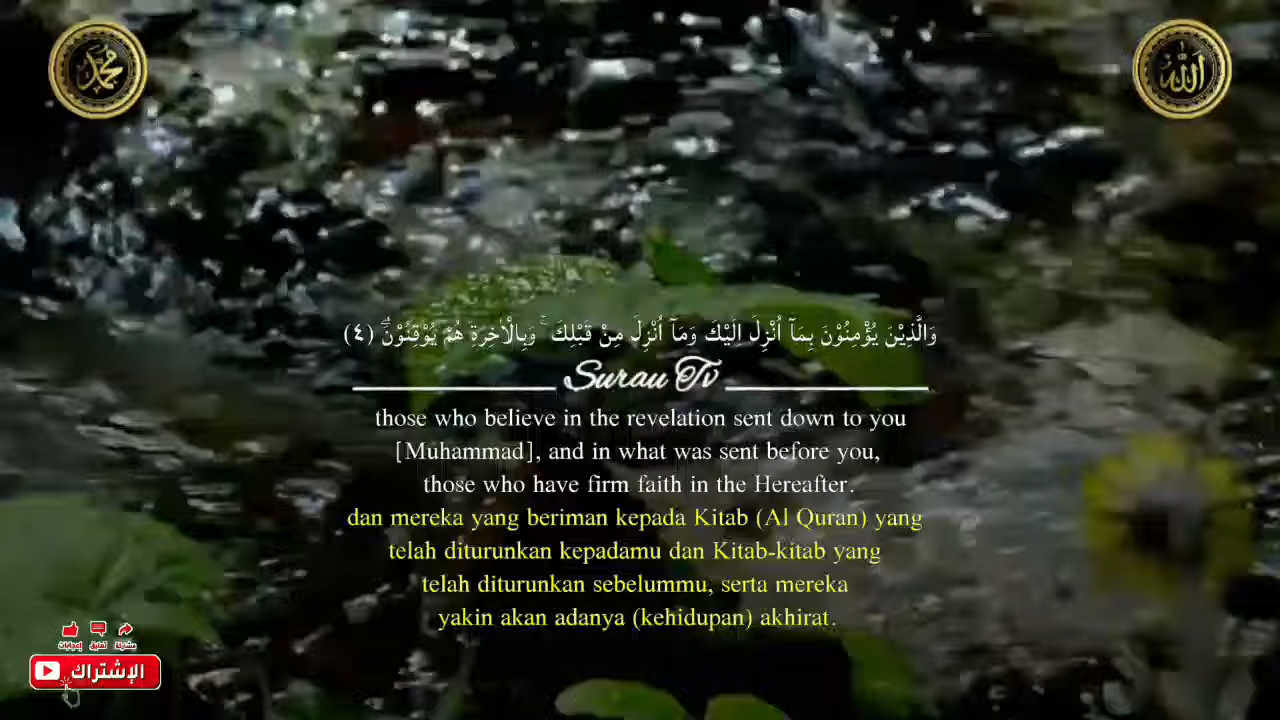 محمد
الله
وَالَّذِيْنَ يُؤْمِنُوْنَ بِمَآ اُنْزِلَ اِلَيْكَ وَمَآ اُنْزِلَ مِنْ قَبْلِكَ ۚ وَبِالْاٰخِرَةِ هُمْ يُوْقِنُوْنَۗ (٤)
Surau Tv
those who believe in the revelation sent down to you
[Muhammad], and in what was sent before you,
those who have firm faith in the Hereafter.
dan mereka yang beriman kepada Kitab (Al Quran) yang
telah diturunkan kepadamu dan Kitab-kitab yang
telah diturunkan sebelummu, serta mereka
yakin akan adanya (kehidupan) akhirat.
إعجابات تعليق مشاركة
الإشتراك